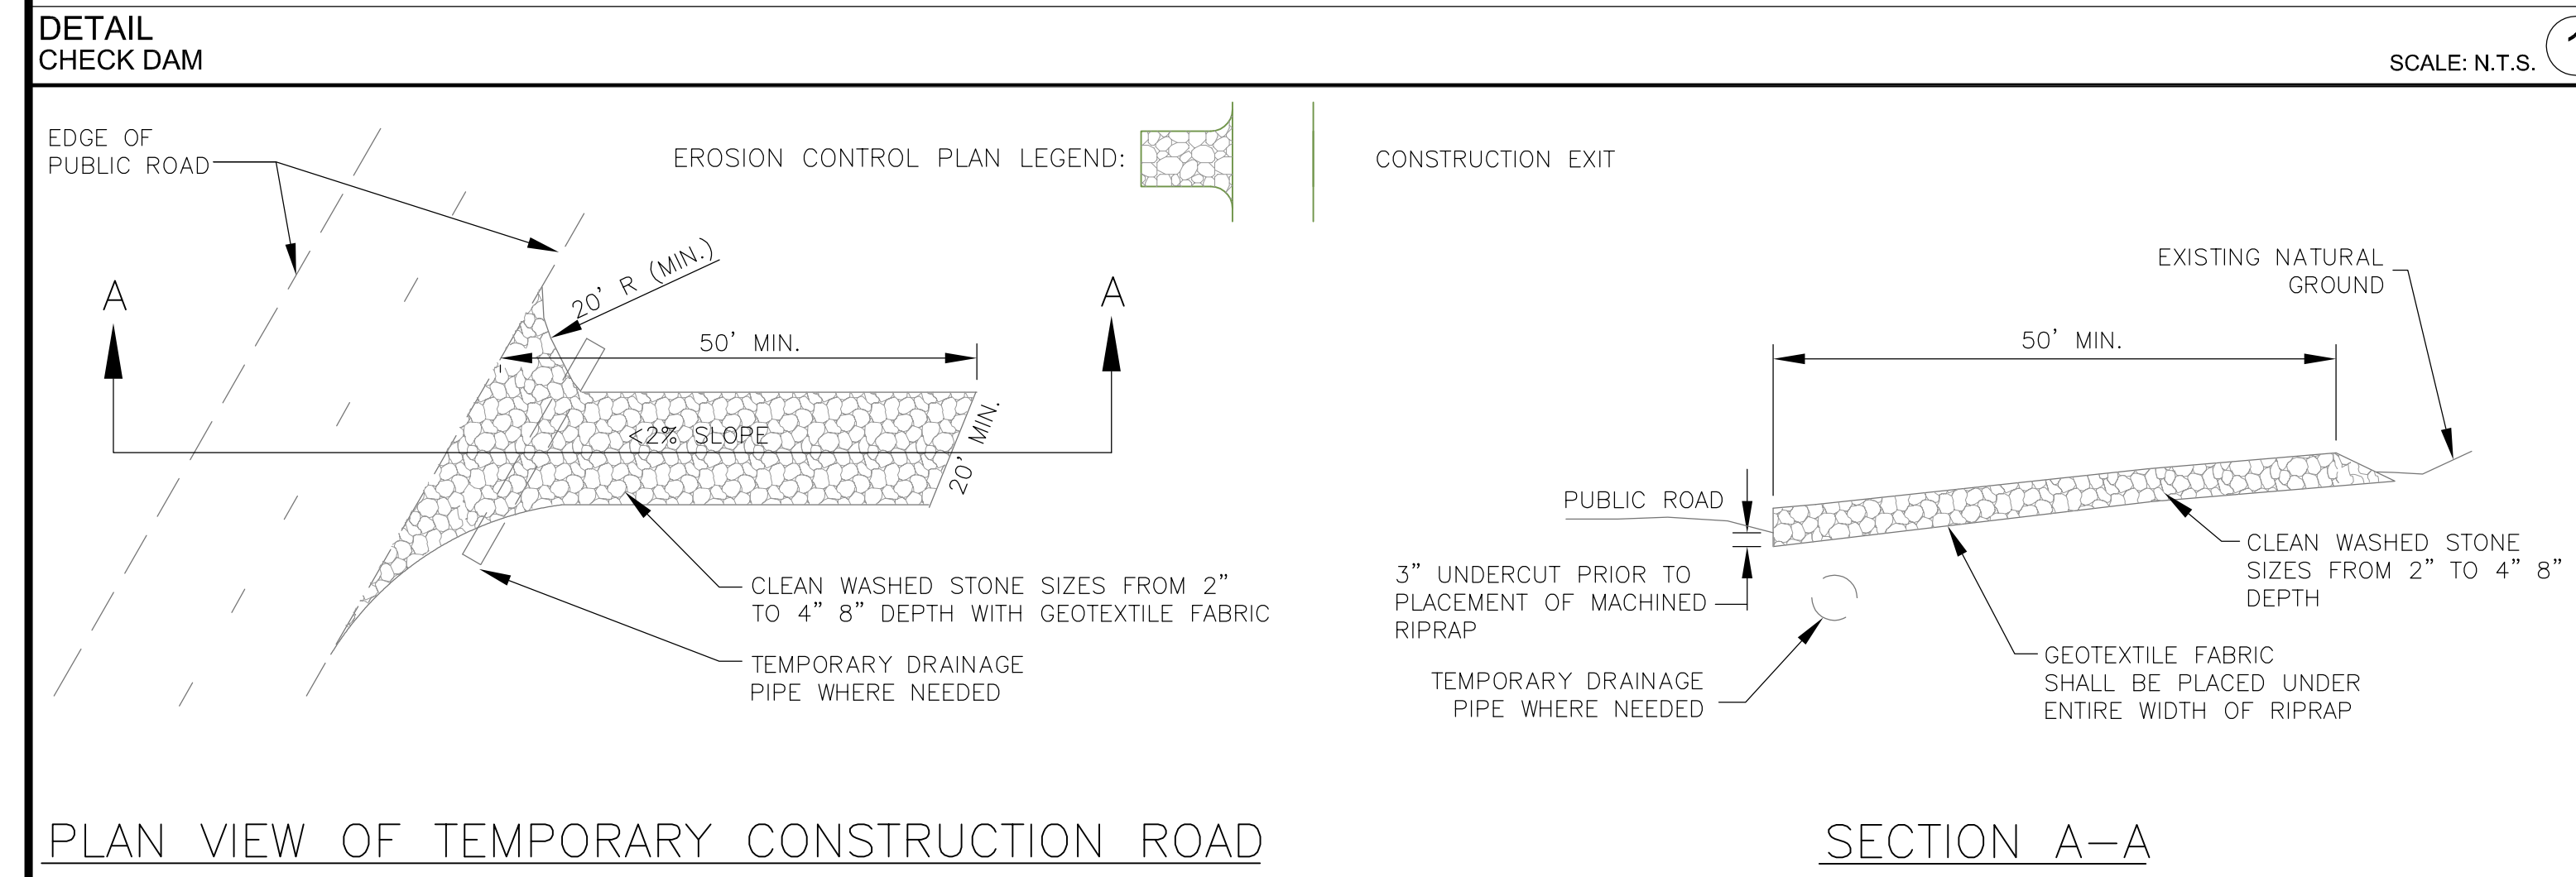 DETAIL
CHECK DAM
SCALE: N.T.S.
EDGE OF
PUBLIC ROAD
EROSION CONTROL PLAN LEGEND:
CONSTRUCTION EXIT
A
20' R (MIN.)
50' MIN.
A
<2% SLOPE
20' MIN.
CLEAN WASHED STONE SIZES FROM 2"
TO 4" 8" DEPTH WITH GEOTEXTILE FABRIC
TEMPORARY DRAINAGE
PIPE WHERE NEEDED
PLAN VIEW OF TEMPORARY CONSTRUCTION ROAD
EXISTING NATURAL
GROUND
50' MIN.
PUBLIC ROAD
3" UNDERCUT PRIOR TO
PLACEMENT OF MACHINED
RIPRAP
TEMPORARY DRAINAGE
PIPE WHERE NEEDED
CLEAN WASHED STONE
SIZES FROM 2" TO 4" 8"
DEPTH
GEOTEXTILE FABRIC
SHALL BE PLACED UNDER
ENTIRE WIDTH OF RIPRAP
SECTION A-A